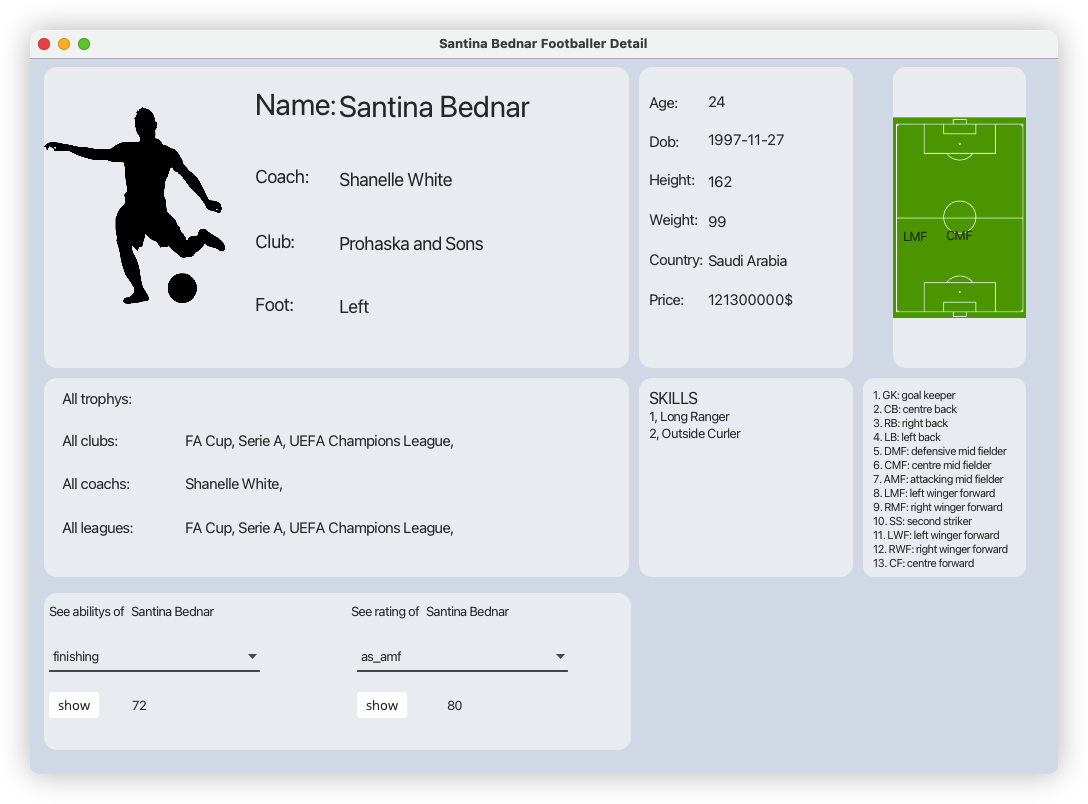 Santina Bednar Footballer Detail
Name: Santina Bednar
Coach: Shanelle White
Club: Prohaska and Sons
Foot: Left
Age: 24
Dob: 1997-11-27
Height: 162
Weight: 99
Country: Saudi Arabia
Price: 121300000$
LMF CMF
All trophys:
All clubs: FA Cup, Serie A, UEFA Champions League,
All coachs: Shanelle White,
All leagues: FA Cup, Serie A, UEFA Champions League,
SKILLS
1, Long Ranger
2, Outside Curler
1. GK: goal keeper
2. CB: centre back
3. RB: right back
4. LB: left back
5. DMF: defensive mid fielder
6. CMF: centre mid fielder
7. AMF: attacking mid fielder
8. LMF: left winger forward
9. RMF: right winger forward
10. SS: second striker
11. LWF: left winger forward
12. RWF: right winger forward
13. CF: centre forward
See abilitys of Santina Bednar
finishing
show 72
See rating of Santina Bednar
as_amf
show 80